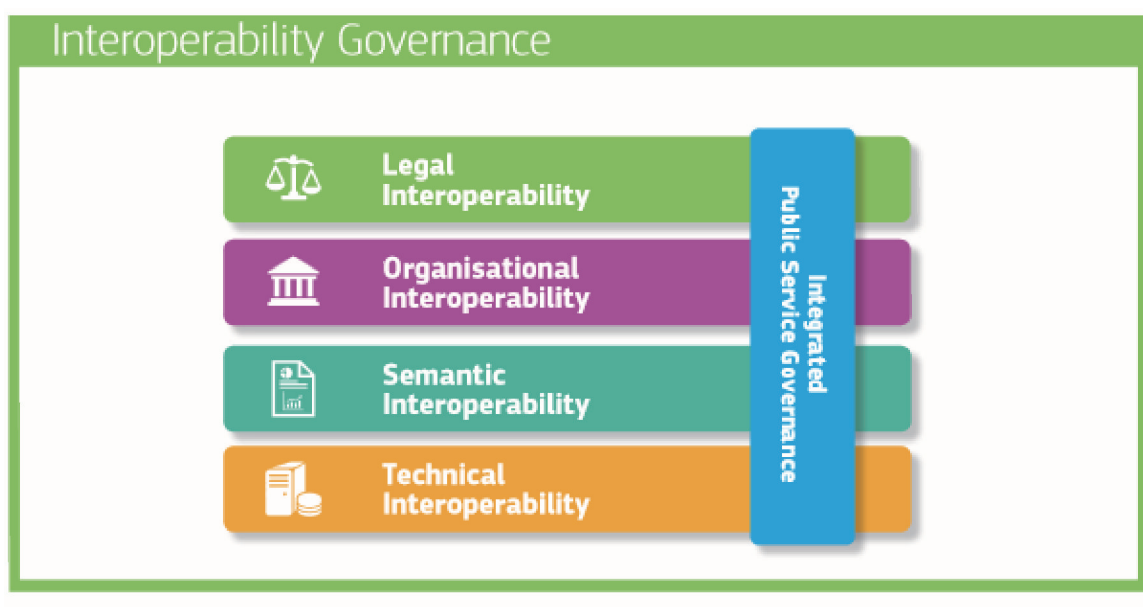 Interoperability Governance
Legal
Interoperability
Organisational
Interoperability
Semantic
Interoperability
Technical
Interoperability
Integrated
Public Service Governance